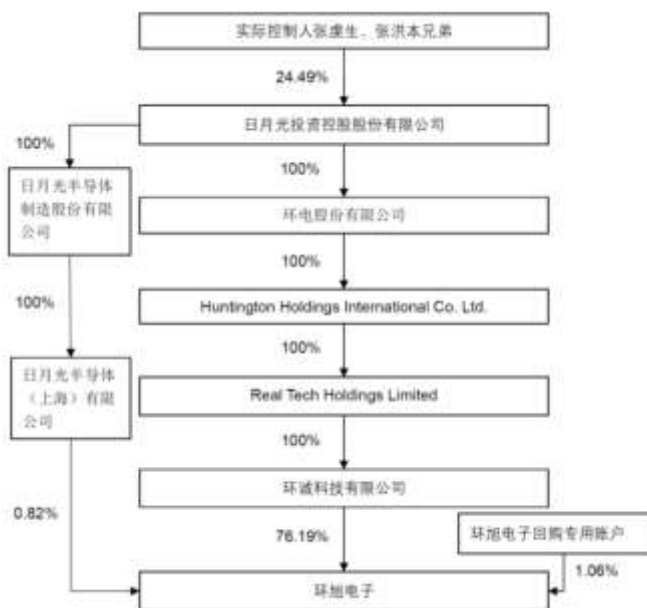 实际控制人张虔生、张洪本兄弟
24.49%
日月光投资控股股份有限公司
100%
100%
日月光半导体
制造股份有限
公司
环电股份有限公司
100%
100%
Huntington Holdings International Co. Ltd.
100%
日月光半导体
（上海）有限
公司
Real Tech Holdings Limited
100%
环诚科技有限公司
0.82%
76.19%
环旭电子回购专用账户
1.06%
环旭电子